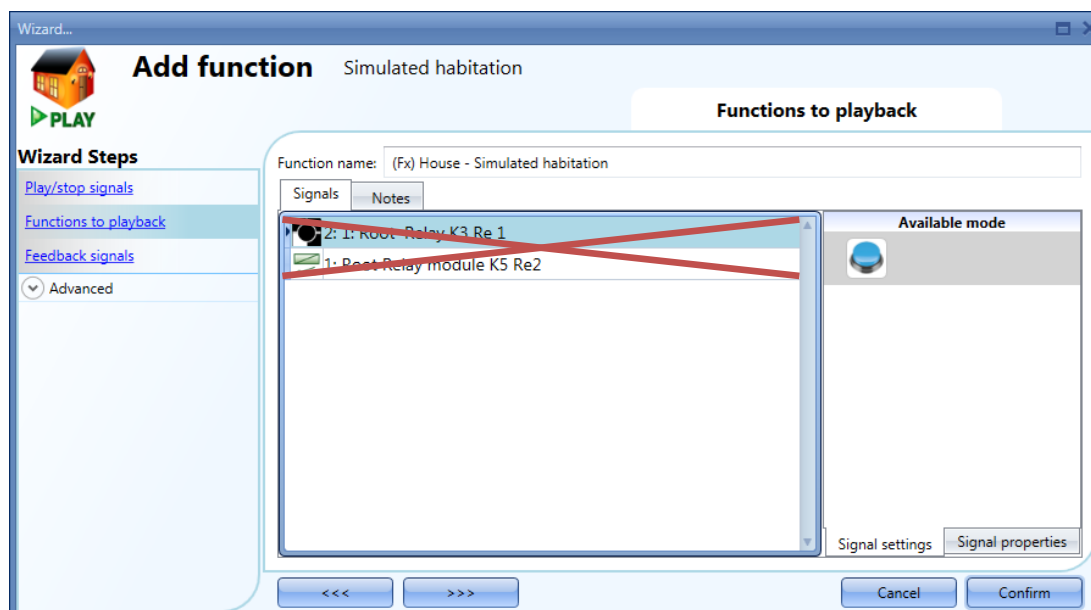 Wizard...
Add function Simulated habitation
PLAY
Functions to playback
Wizard Steps
Play/stop signals
Functions to playback
Feedback signals
Advanced
Function name: (Fx) House - Simulated habitation
Signals Notes
2: 1: Root Relay K3 Re 1
1: Root Relay module K5 Re2
Available mode
Signal settings Signal properties
<<< >>> Cancel Confirm